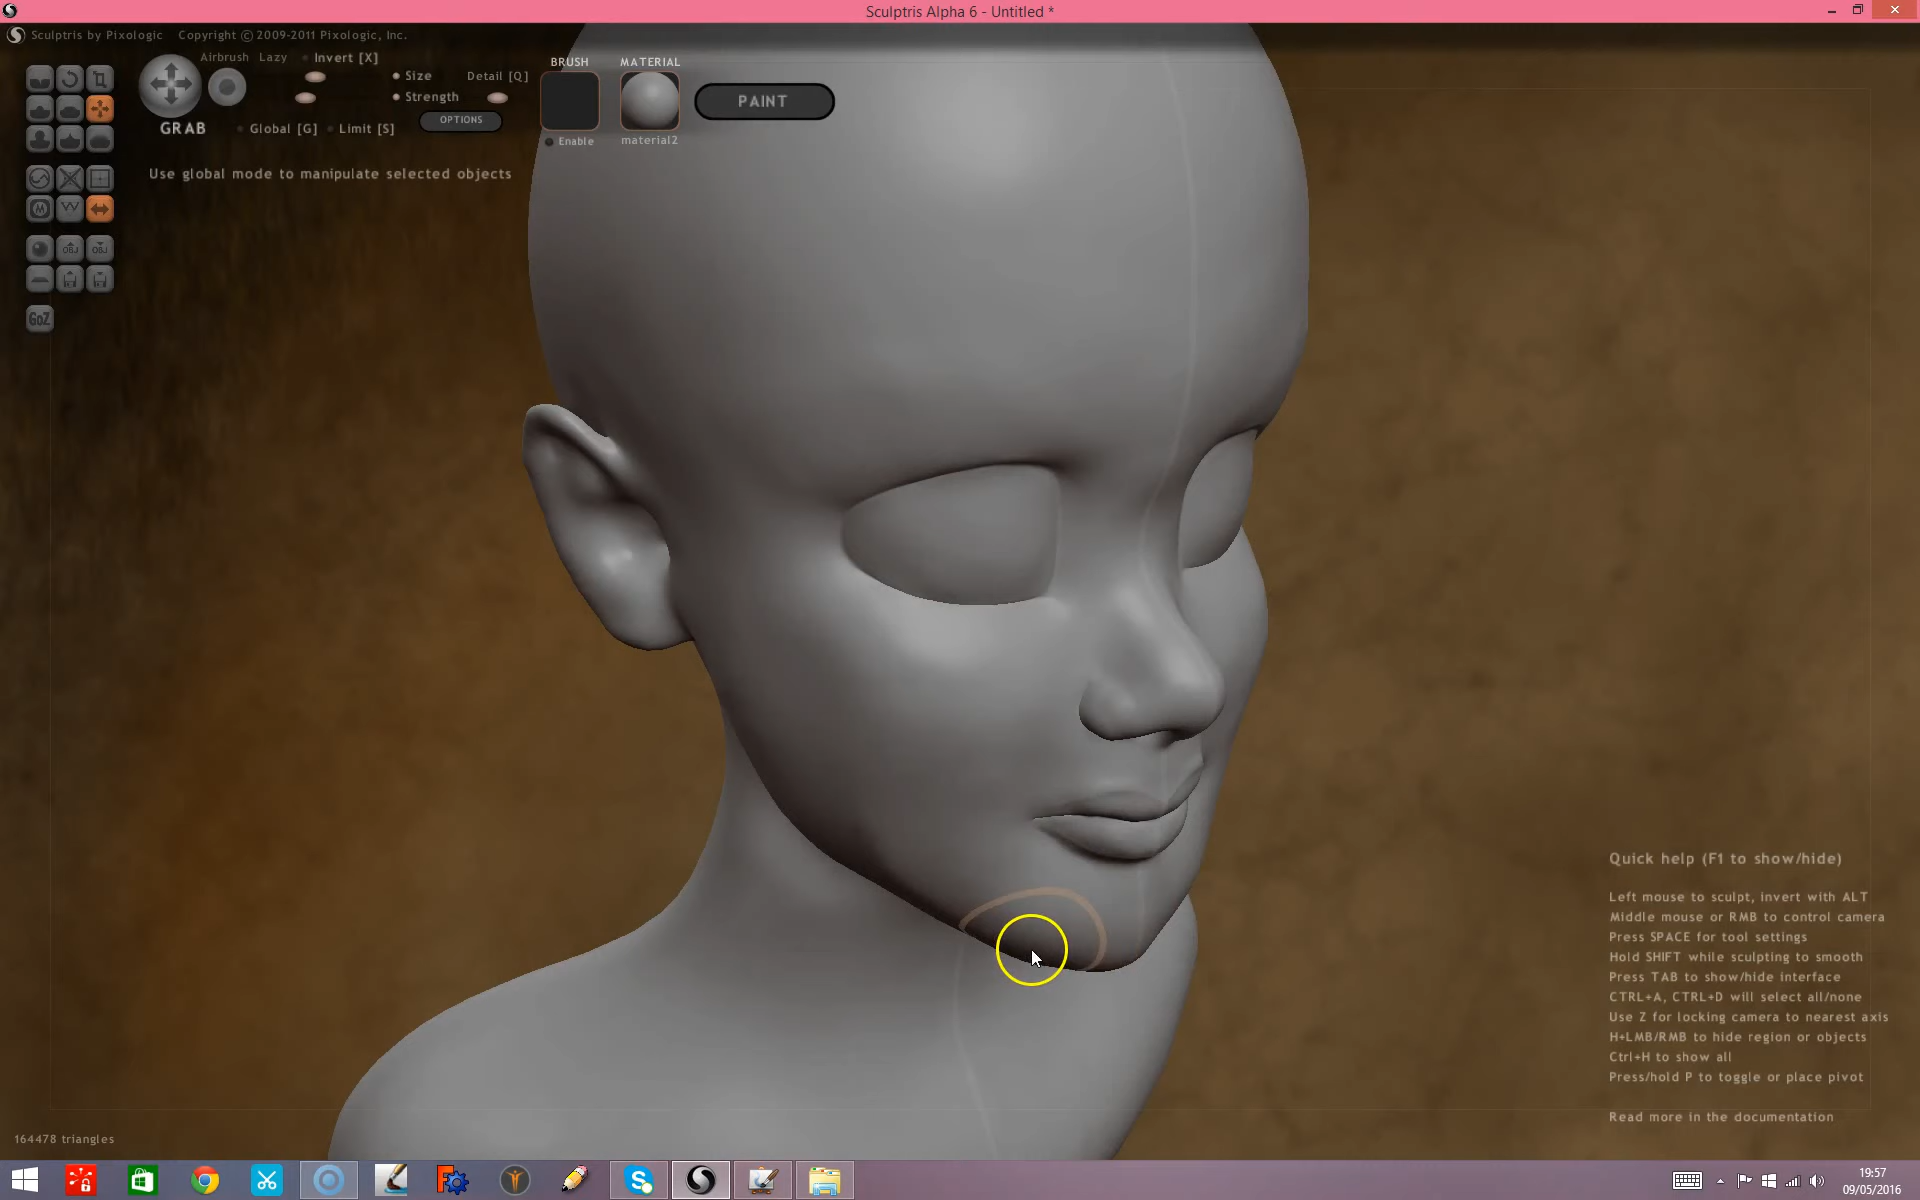 Sculptris Alpha 6 - Untitled *
Sculptris by Pixologic Copyright © 2009-2011 Pixologic, Inc.
Airbrush Lazy Invert [X]
Size Detail [Q]
Strength
GRAB Global [G] Limit [S] OPTIONS
BRUSH MATERIAL
PAINT
Enable material2
Use global mode to manipulate selected objects
OBJ OBJ
GoZ
Quick help (F1 to show/hide)
Left mouse to sculpt, invert with ALT
Middle mouse or RMB to control camera
Press SPACE for tool settings
Hold SHIFT while sculpting to smooth
Press TAB to show/hide interface
CTRL+A, CTRL+D will select all/none
Use Z for locking camera to nearest axis
H+LMB/RMB to hide region or objects
Ctrl+H to show all
Press/hold P to toggle or place pivot
Read more in the documentation
164478 triangles
19:57
09/05/2016